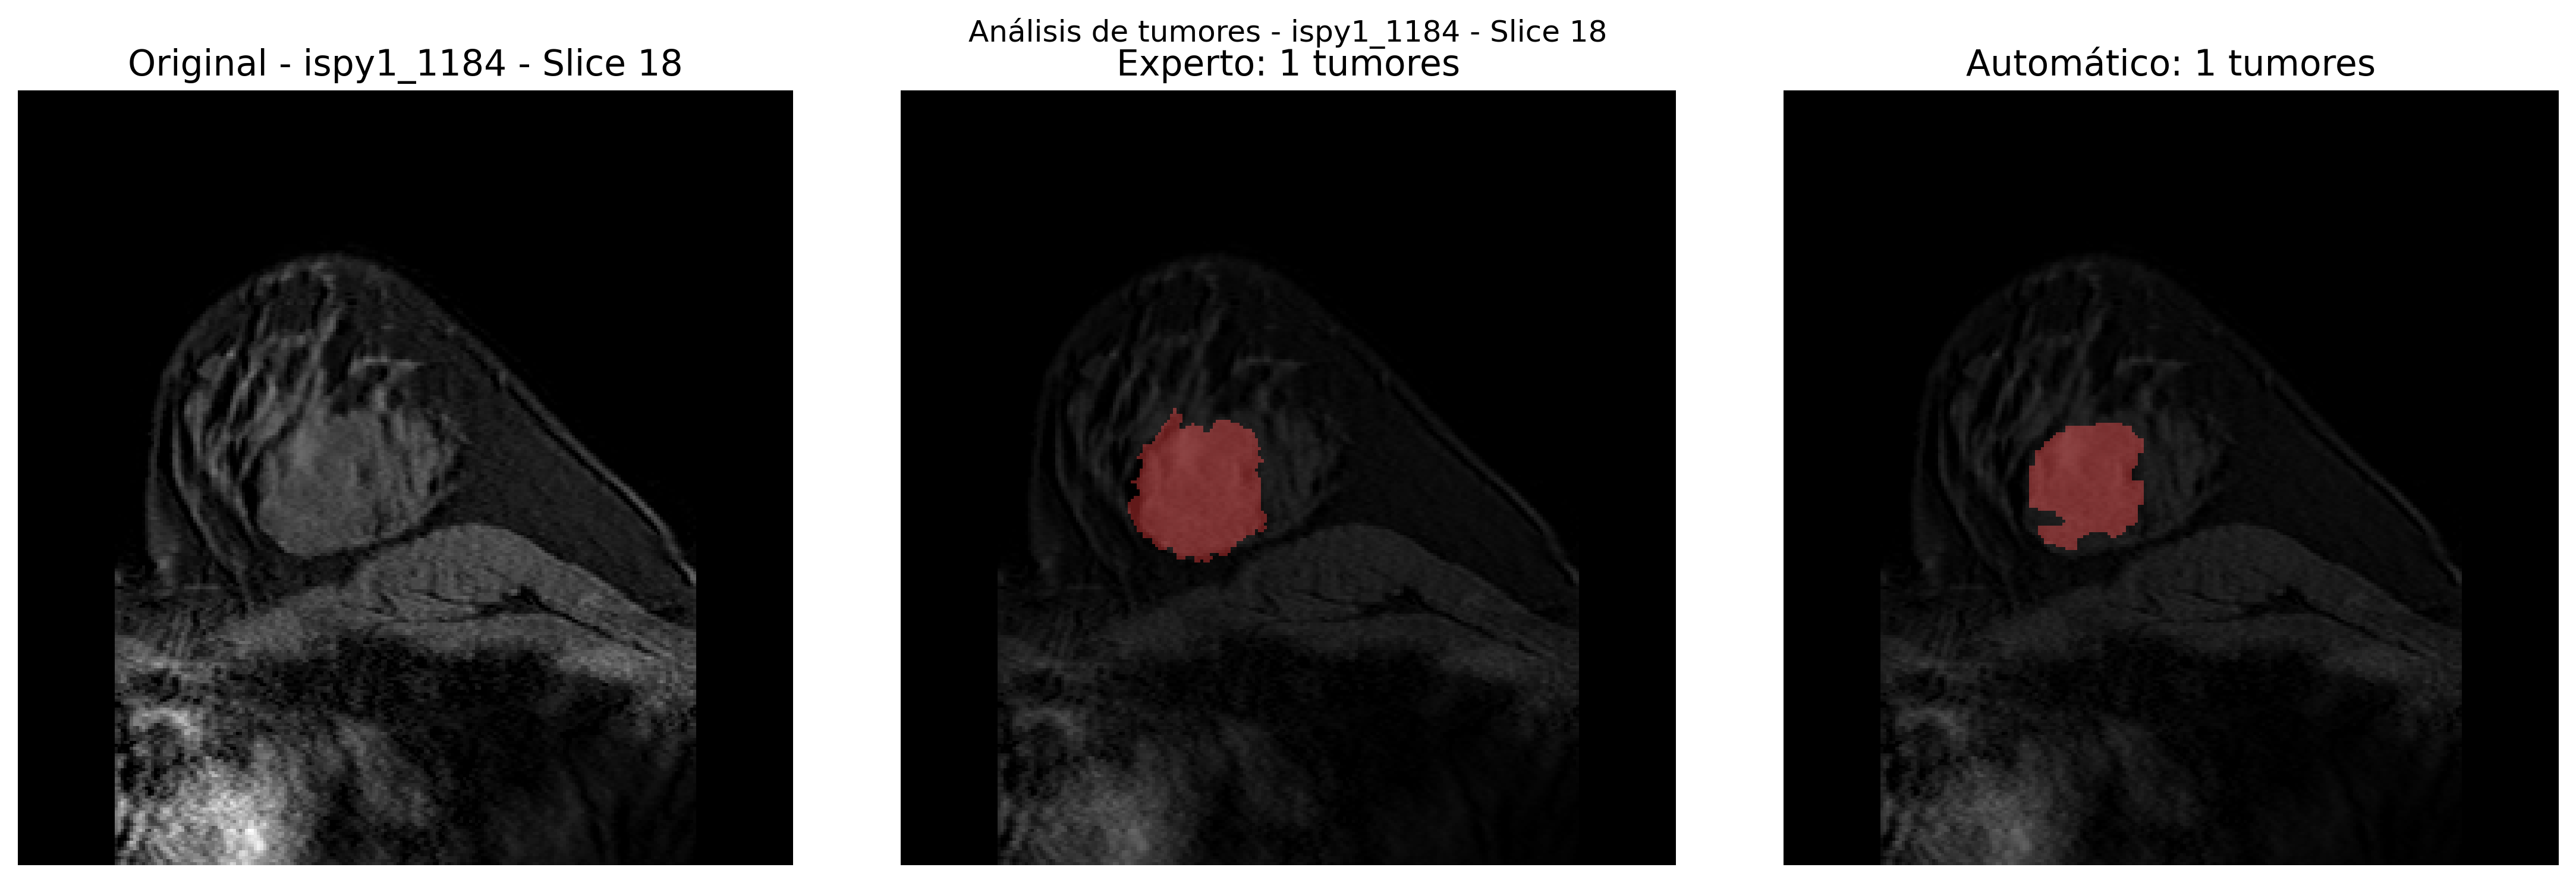 Análisis de tumores - ispy1_1184 - Slice 18
Original - ispy1_1184 - Slice 18
Experto: 1 tumores
Automático: 1 tumores